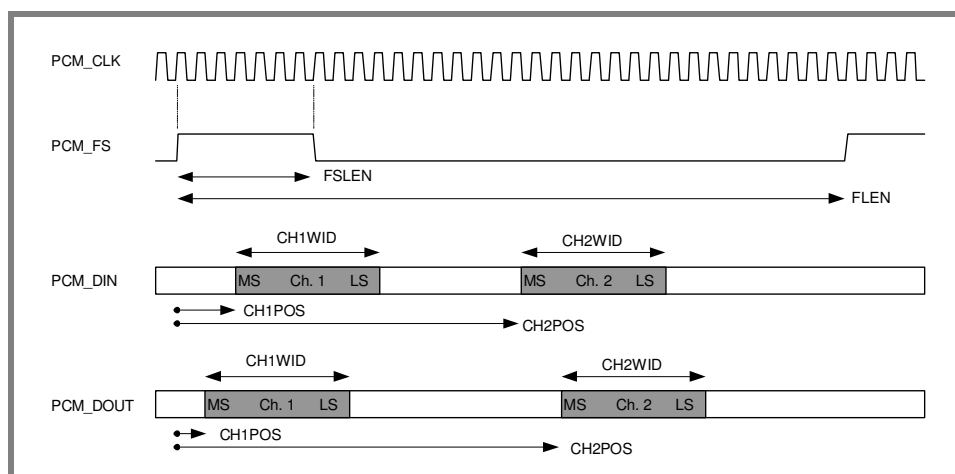 PCM_CLK
PCM_FS
FSLEN
FLEN
CH1WID CH2WID
PCM_DIN MS Ch. 1 LS MS Ch. 2 LS
CH1POS
CH2POS
CH1WID CH2WID
PCM_DOUT MS Ch. 1 LS MS Ch. 2 LS
CH1POS
CH2POS